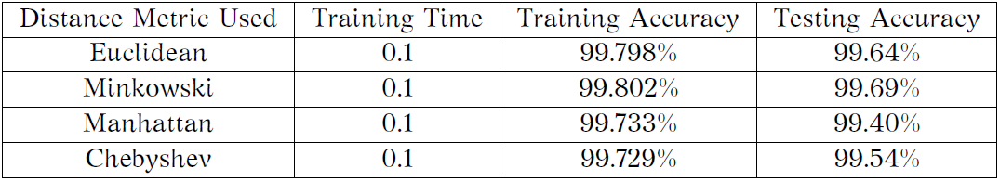 Distance Metric Used Training Time Training Accuracy Testing Accuracy
Euclidean 0.1 99.798% 99.64%
Minkowski 0.1 99.802% 99.69%
Manhattan 0.1 99.733% 99.40%
Chebyshev 0.1 99.729% 99.54%